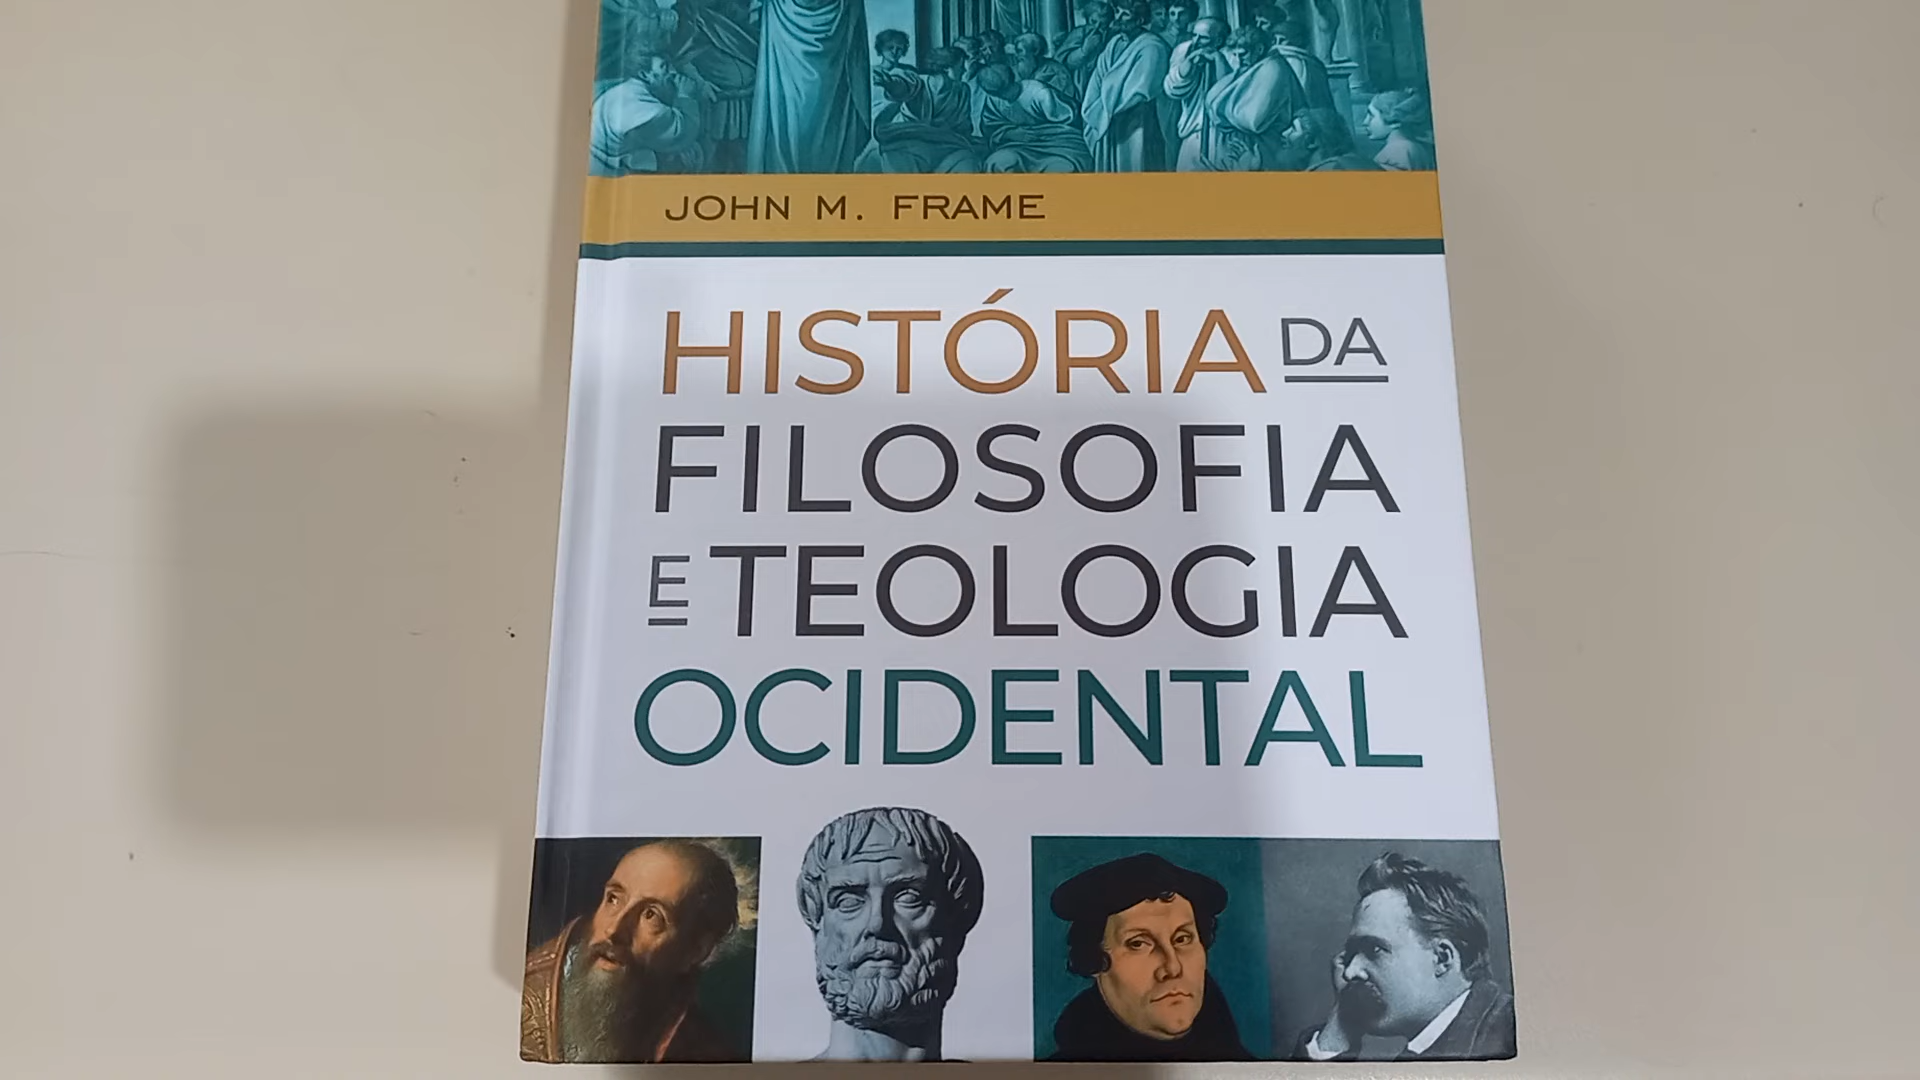 JOHN M. FRAME
HISTÓRIA DA
FILOSOFIA
E TEOLOGIA
OCIDENTAL